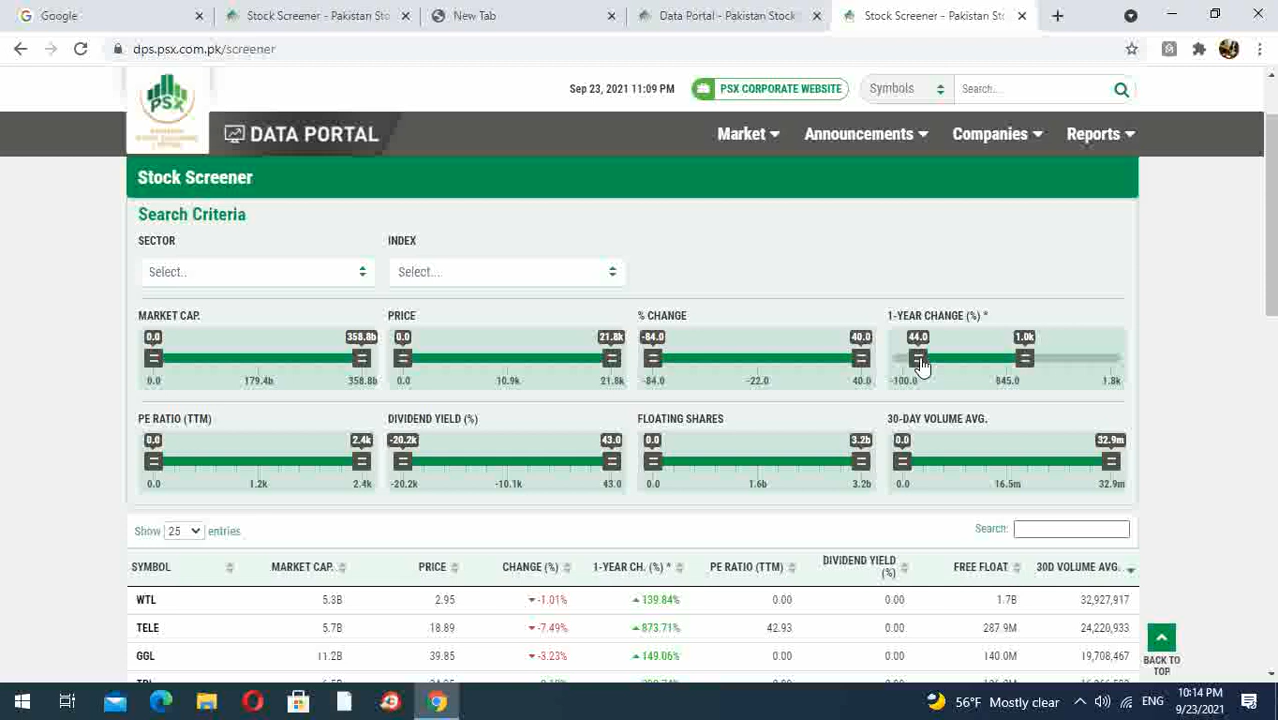 Google
Stock Screener - Pakistan Sto
New Tab
Data Portal - Pakistan Stock
Stock Screener - Pakistan St
dps.psx.com.pk/screener
PSX
Sep 23, 2021 11:09 PM
PSX CORPORATE WEBSITE
Symbols
Search...
DATA PORTAL
Market
Announcements
Companies
Reports
Stock Screener
Search Criteria
SECTOR
INDEX
Select..
Select...
MARKET CAP.
PRICE
% CHANGE
1-YEAR CHANGE (%) *
0.0 358.8b
0.0 21.8k
-84.0 40.0
44.0 1.0k
0.0 179.4b 358.8b
0.0 10.9k 21.8k
-84.0 -22.0 40.0
-100.0 845.0 1.8k
PE RATIO (TTM)
DIVIDEND YIELD (%)
FLOATING SHARES
30-DAY VOLUME AVG.
0.0 2.4k
-20.2k 43.0
0.0 3.2b
0.0 32.9m
0.0 1.2k 2.4k
-20.2k -10.1k 43.0
0.0 1.6b 3.2b
0.0 16.5m 32.9m
Show 25 entries
Search:
SYMBOL MARKET CAP. PRICE CHANGE (%) 1-YEAR CH. (%) * PE RATIO (TTM) DIVIDEND YIELD (%) FREE FLOAT 30D VOLUME AVG.
WTL 5.3B 2.95 -1.01% 139.84% 0.00 0.00 1.7B 32,927,917
TELE 5.7B 18.89 -7.49% 873.71% 42.93 0.00 287.9M 24,220,933
GGL 11.2B 39.85 -3.23% 149.06% 0.00 0.00 140.0M 19,708,467
BACK TO
TOP
56°F Mostly clear
ENG
10:14 PM
9/23/2021